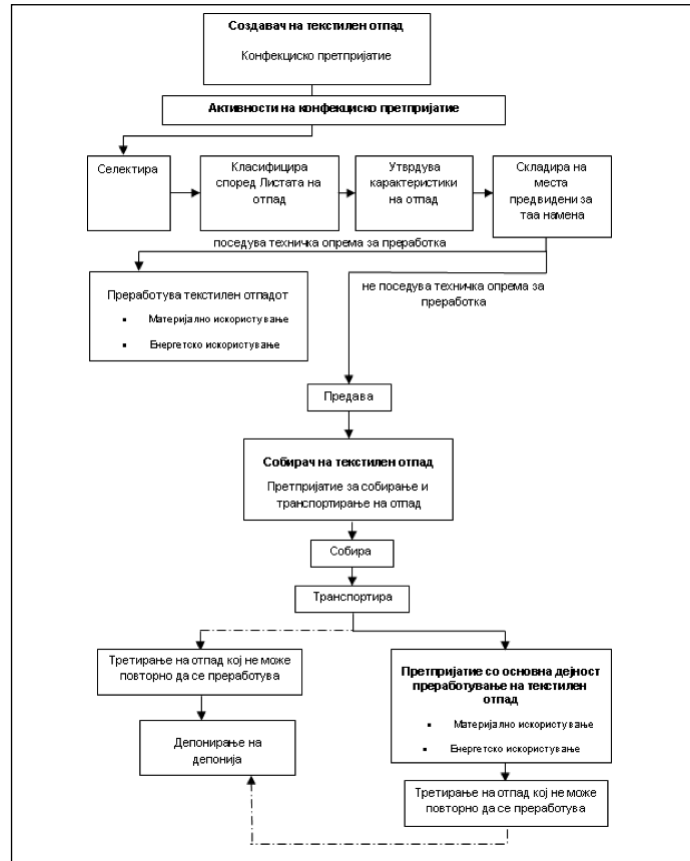 Создавач на текстилен отпад
Конфекциско претпријатие
Активности на конфекциско претпријатие
Селектира
Класифицира
според Листата на
отпад
Утврдува
карактеристики
на отпад
Складира на
места
предвидени за
таа намена
поседува техничка опрема за преработка
не поседува техничка опрема за
преработка
Преработува текстилен отпадот
▪ Материјално искористување
▪ Енергетско искористување
Предава
Собирач на текстилен отпад
Претпријатие за собирање и
транспортирање на отпад
Собира
Транспортира
Третирање на отпад кој не може
повторно да се преработува
Депонирање на
депонија
Претпријатие со основна дејност
преработување на текстилен
отпад
▪ Материјално искористување
▪ Енергетско искористување
Третирање на отпад кој не може
повторно да се преработува